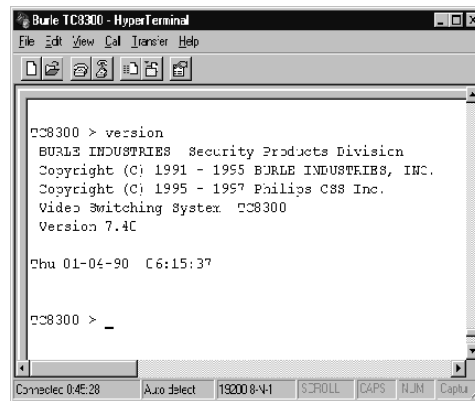 Burle TC8300 - HyperTerminal
File Edit View Call Transfer Help
TC8300 > version
BURLE INDUSTRIES Security Products Division
Copyright (C) 1991 - 1995 BURLE INDUSTRIES, INC.
Copyright (C) 1995 - 1997 Philips CSS Inc.
Video Switching System TC8300
Version 7.40
Thu 01-04-90 06:15:37
TC8300 > _
Connected 0:45:28 Auto detect 19200 8-N-1 SCROLL CAPS NUM Captu